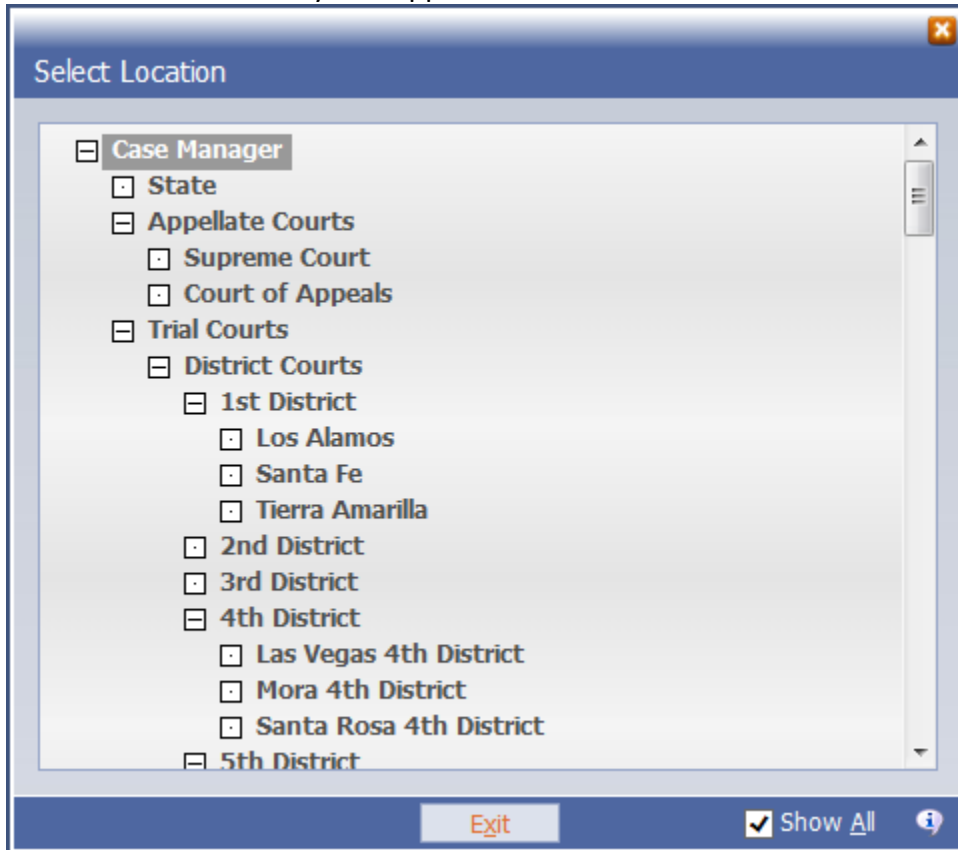 Select Location
Case Manager
State
Appellate Courts
Supreme Court
Court of Appeals
Trial Courts
District Courts
1st District
Los Alamos
Santa Fe
Tierra Amarilla
2nd District
3rd District
4th District
Las Vegas 4th District
Mora 4th District
Santa Rosa 4th District
5th District
Exit
Show All